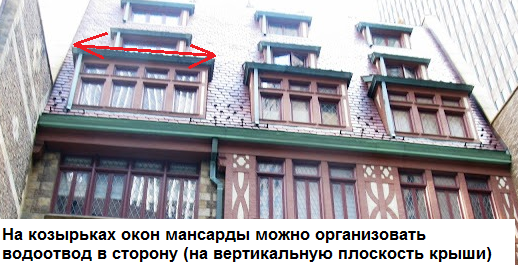 На козырьках окон мансарды можно организовать
водоотвод в сторону (на вертикальную плоскость крыши)